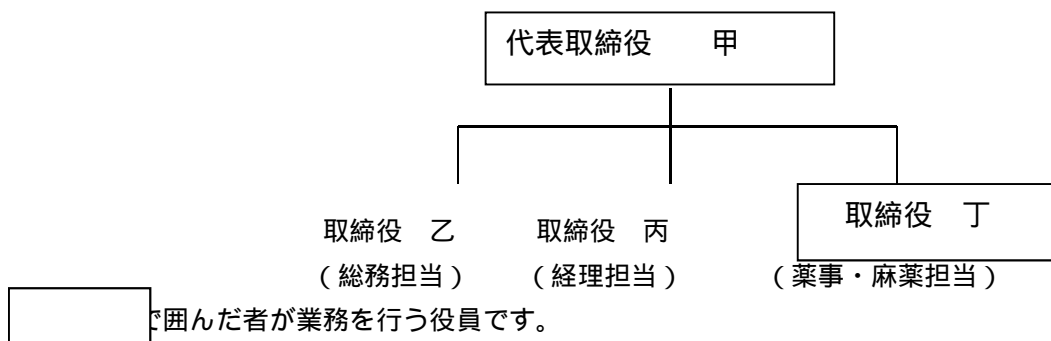 代表取締役　　甲
取締役　乙　　　取締役　丙　　　取締役　丁
（総務担当）　　（経理担当）　　（薬事・麻薬担当）
で囲んだ者が業務を行う役員です。